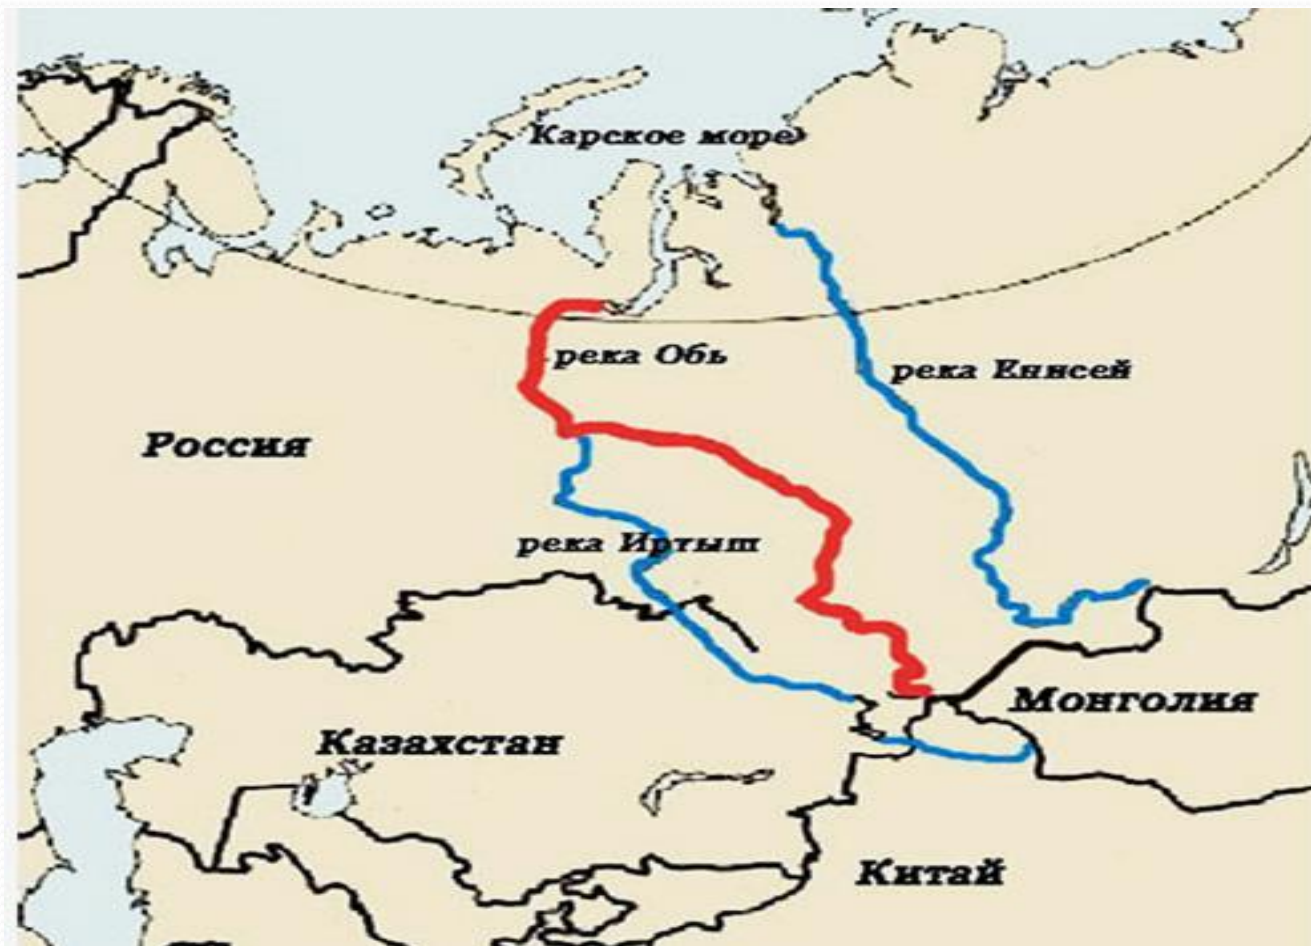 Карское море
река Обь
река Енисей
Россия
река Иртыш
Монголия
Казахстан
Китай